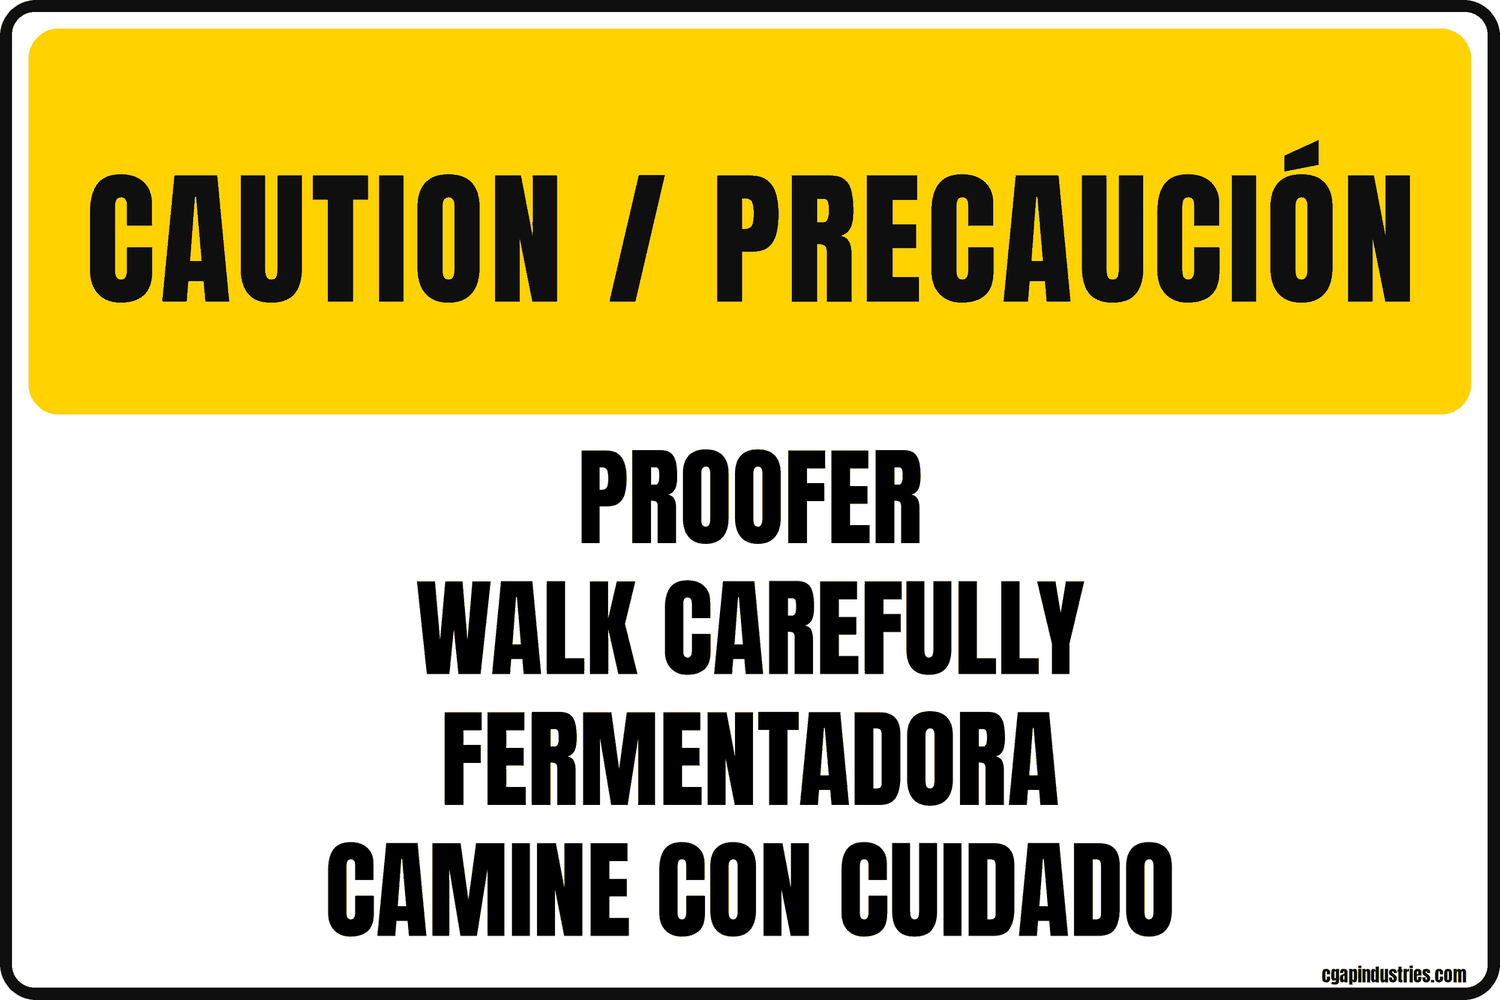 CAUTION / PRECAUCIÓN
PROOFER
WALK CAREFULLY
FERMENTADORA
CAMINE CON CUIDADO
cgapindustries.com